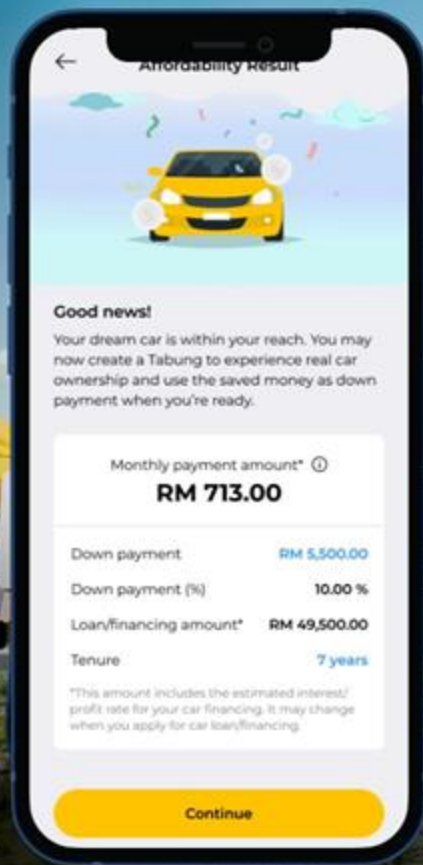 Affordability Result
Good news!
Your dream car is within your reach. You may
now create a Tabung to experience real car
ownership and use the saved money as down
payment when you're ready.
Monthly payment amount*
RM 713.00
Down payment RM 5,500.00
Down payment (%) 10.00 %
Loan/financing amount* RM 49,500.00
Tenure 7 years
*This amount includes the estimated interest/
profit rate for your car financing. It may change
when you apply for car loan/financing.
Continue